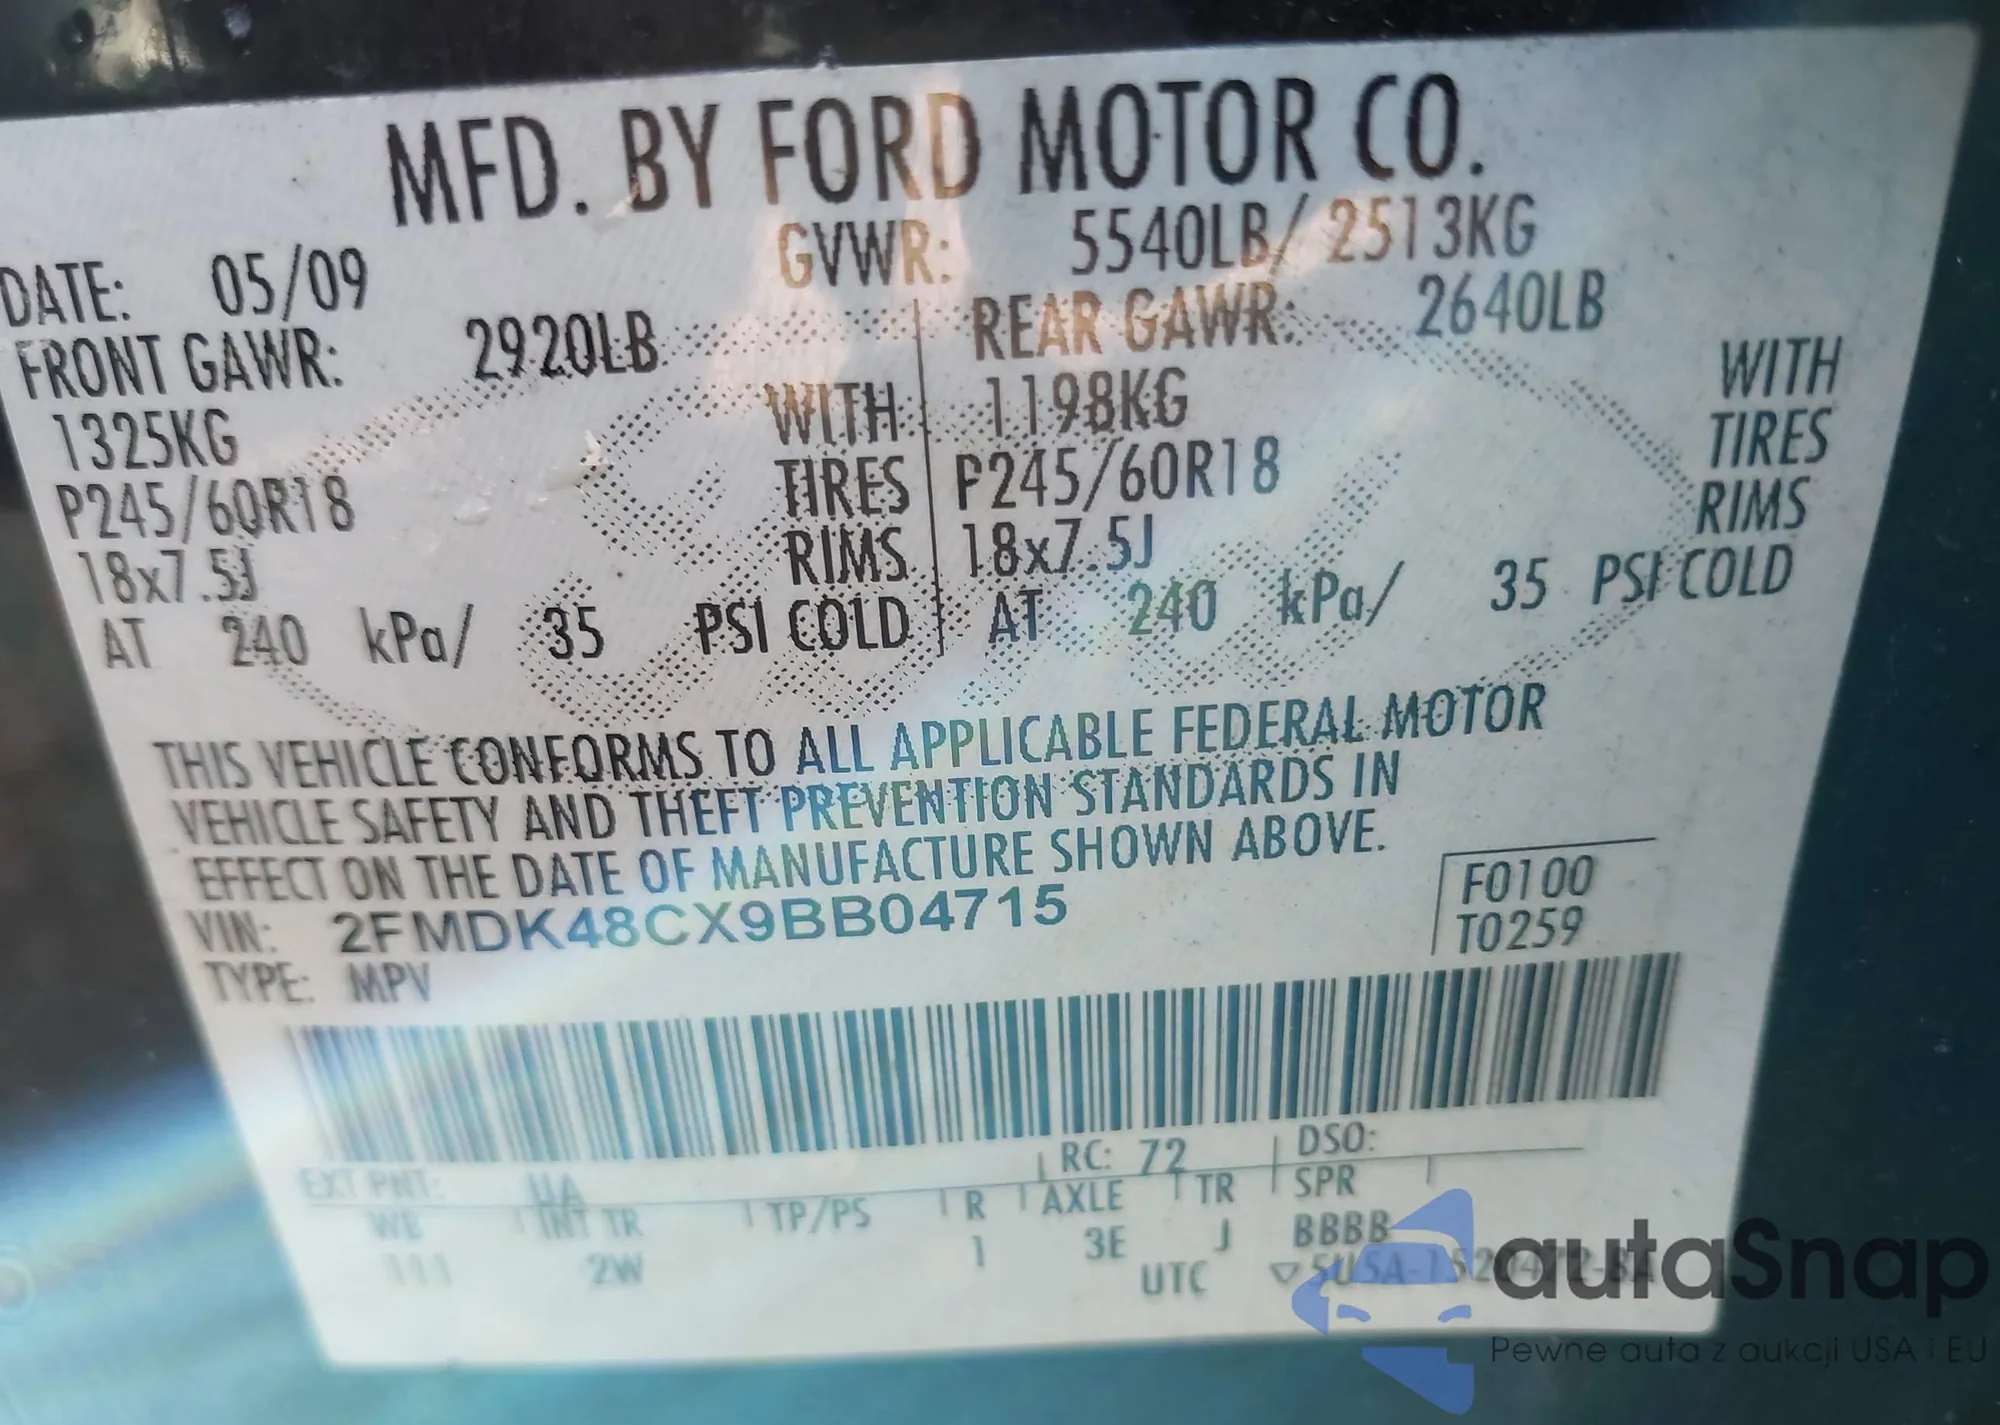 MFD. BY FORD MOTOR CO.
DATE: 05/09 GVWR: 5540LB/ 2513KG
FRONT GAWR: 2920LB REAR GAWR: 2640LB
1325KG WITH 1198KG WITH
P245/60R18 TIRES P245/60R18 TIRES
18x7.5J RIMS 18x7.5J RIMS
AT 240 kPa/ 35 PSI COLD AT 240 kPa/ 35 PSI COLD
THIS VEHICLE CONFORMS TO ALL APPLICABLE FEDERAL MOTOR
VEHICLE SAFETY AND THEFT PREVENTION STANDARDS IN
EFFECT ON THE DATE OF MANUFACTURE SHOWN ABOVE.
VIN: 2FMDK48CX9BB04715
F0100
T0259
TYPE: MPV
EXT PNT: UA RC: 72 DSO:
WB INT TR TP/PS R AXLE TR SPR
111 2W 1 3E J BBBB
UTC
autaSnap
Pewne auta z aukcji USA i EU